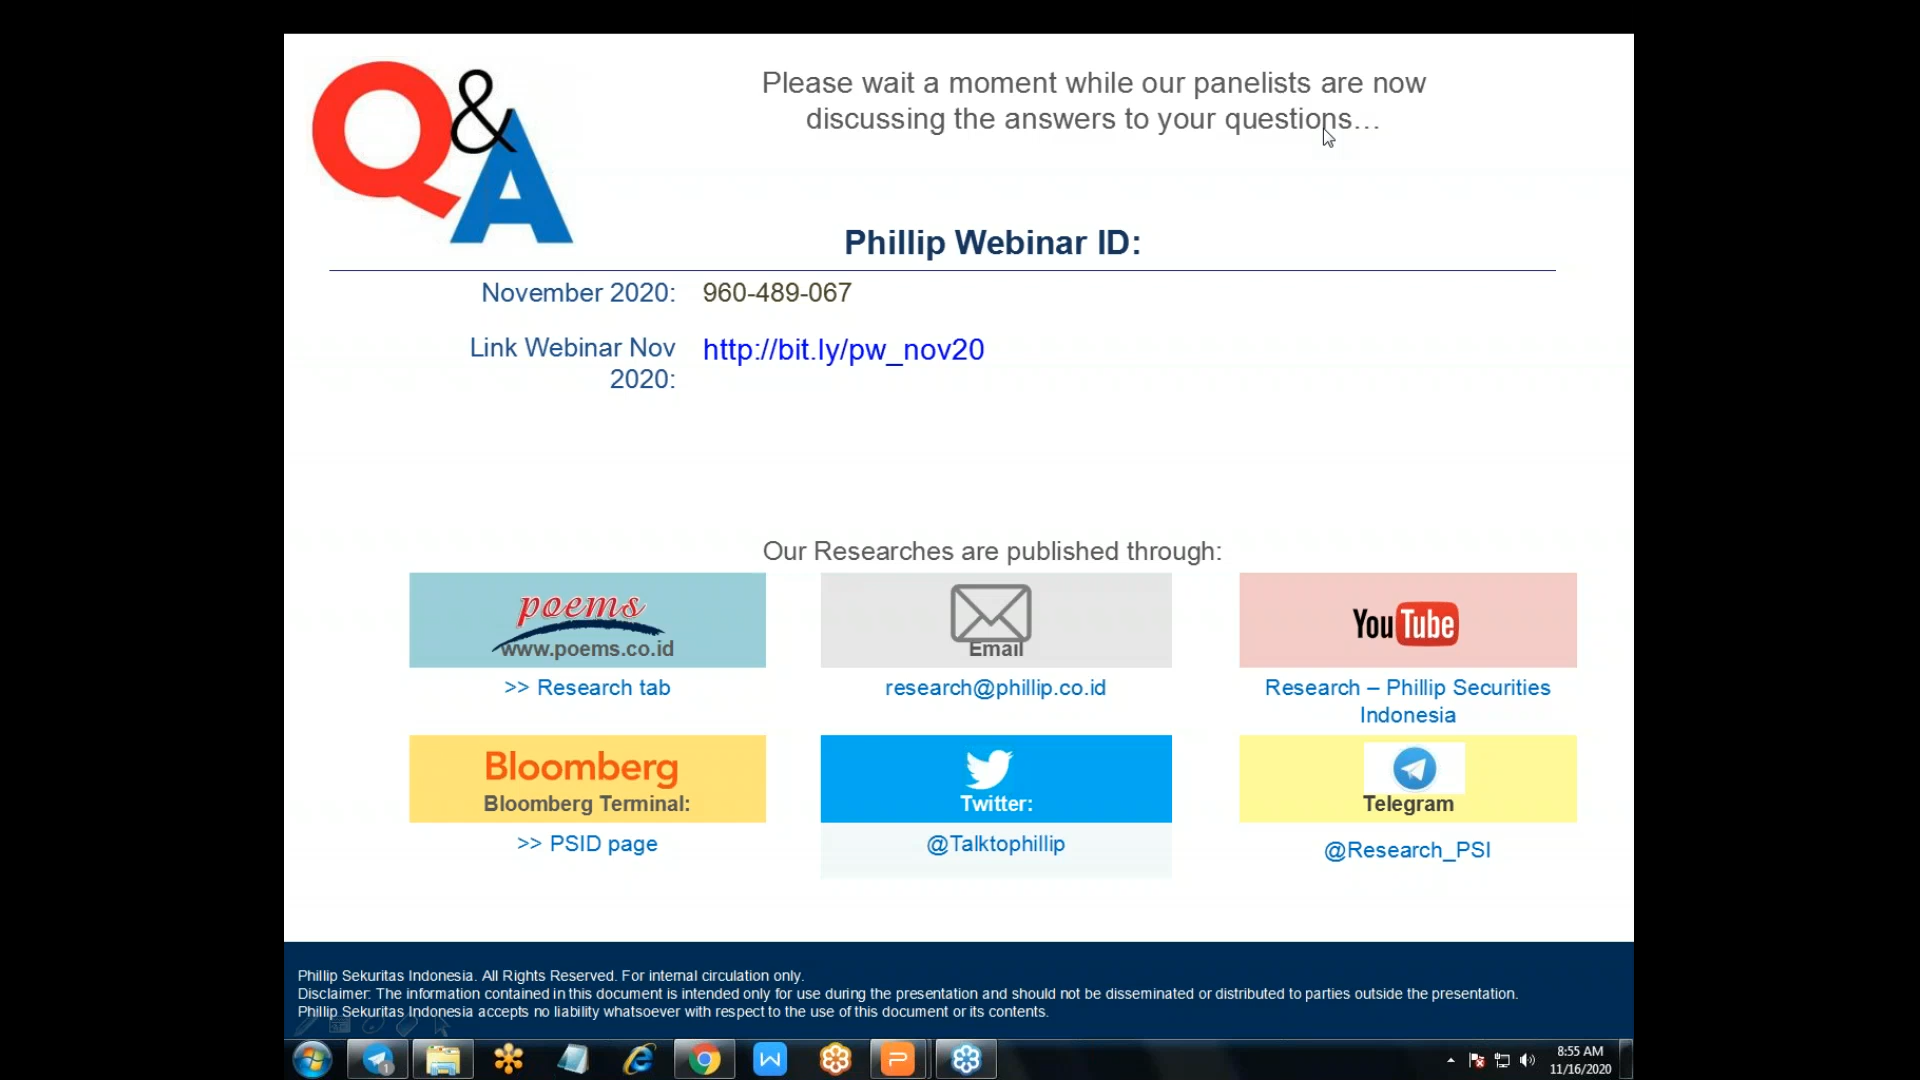 Q&A
Please wait a moment while our panelists are now
discussing the answers to your questions...
Phillip Webinar ID:
November 2020: 960-489-067
Link Webinar Nov http://bit.ly/pw_nov20
2020:
Our Researches are published through:
poems
www.poems.co.id
>> Research tab
Email
research@phillip.co.id
YouTube
Research – Phillip Securities
Indonesia
Bloomberg
Bloomberg Terminal:
>> PSID page
Twitter:
@Talktophillip
Telegram
@Research_PSI
Phillip Sekuritas Indonesia. All Rights Reserved. For internal circulation only.
Disclaimer: The information contained in this document is intended only for use during the presentation and should not be disseminated or distributed to parties outside the presentation.
Phillip Sekuritas Indonesia accepts no liability whatsoever with respect to the use of this document or its contents.
1
W
P
8:55 AM
11/16/2020